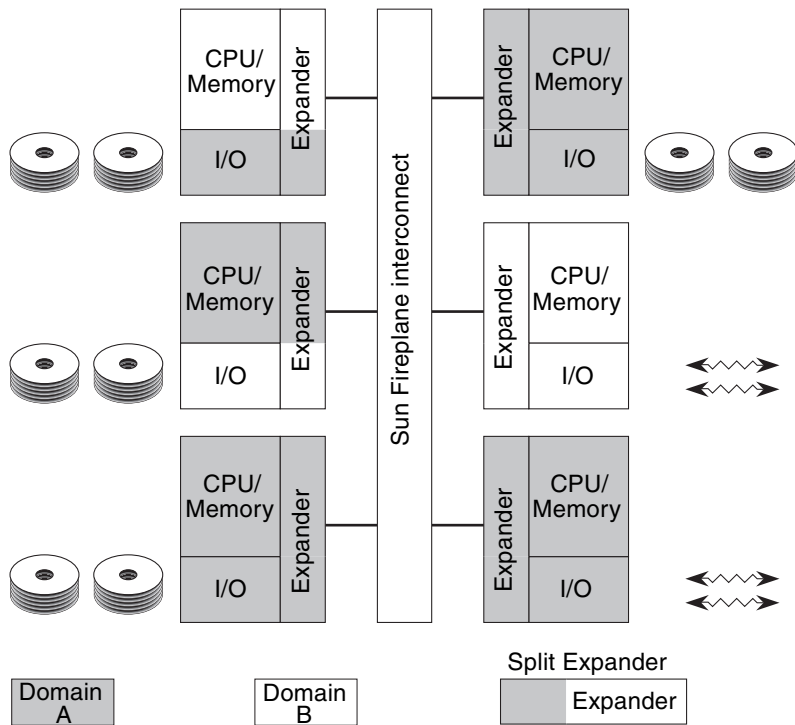 CPU/
Memory
I/O
Expander
Sun Fireplane interconnect
Expander
CPU/
Memory
I/O
CPU/
Memory
I/O
Expander
Expander
CPU/
Memory
I/O
CPU/
Memory
I/O
Expander
Expander
CPU/
Memory
I/O
Domain
A
Domain
B
Split Expander
Expander